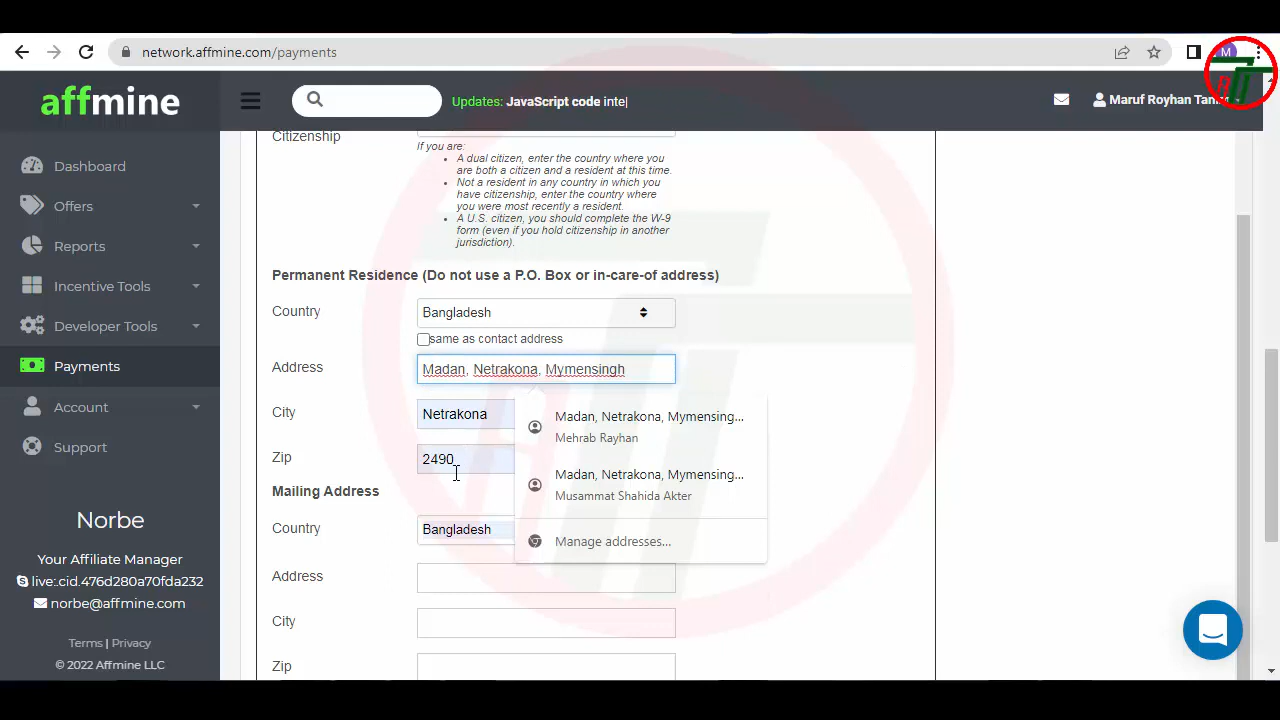 network.affmine.com/payments
M
affmine
Updates: JavaScript code inte|
Maruf Royhan
Dashboard
Offers
Reports
Incentive Tools
Developer Tools
Payments
Account
Support
Norbe
Your Affiliate Manager
live:.cid.476d280a70fda232
norbe@affmine.com
Terms | Privacy
© 2022 Affmine LLC
Citizenship
If you are:
• A dual citizen, enter the country where you
are both a citizen and a resident at this time.
• Not a resident in any country in which you
have citizenship, enter the country where
you were most recently a resident.
• A U.S. citizen, you should complete the W-9
form (even if you hold citizenship in another
jurisdiction).
Permanent Residence (Do not use a P.O. Box or in-care-of address)
Country
Bangladesh
same as contact address
Address
Madan, Netrakona, Mymensingh
City
Netrakona
Madan, Netrakona, Mymensing...
Mehrab Rayhan
Zip
2490
Madan, Netrakona, Mymensing...
Musammat Shahida Akter
Mailing Address
Country
Bangladesh
Manage addresses...
Address
City
Zip